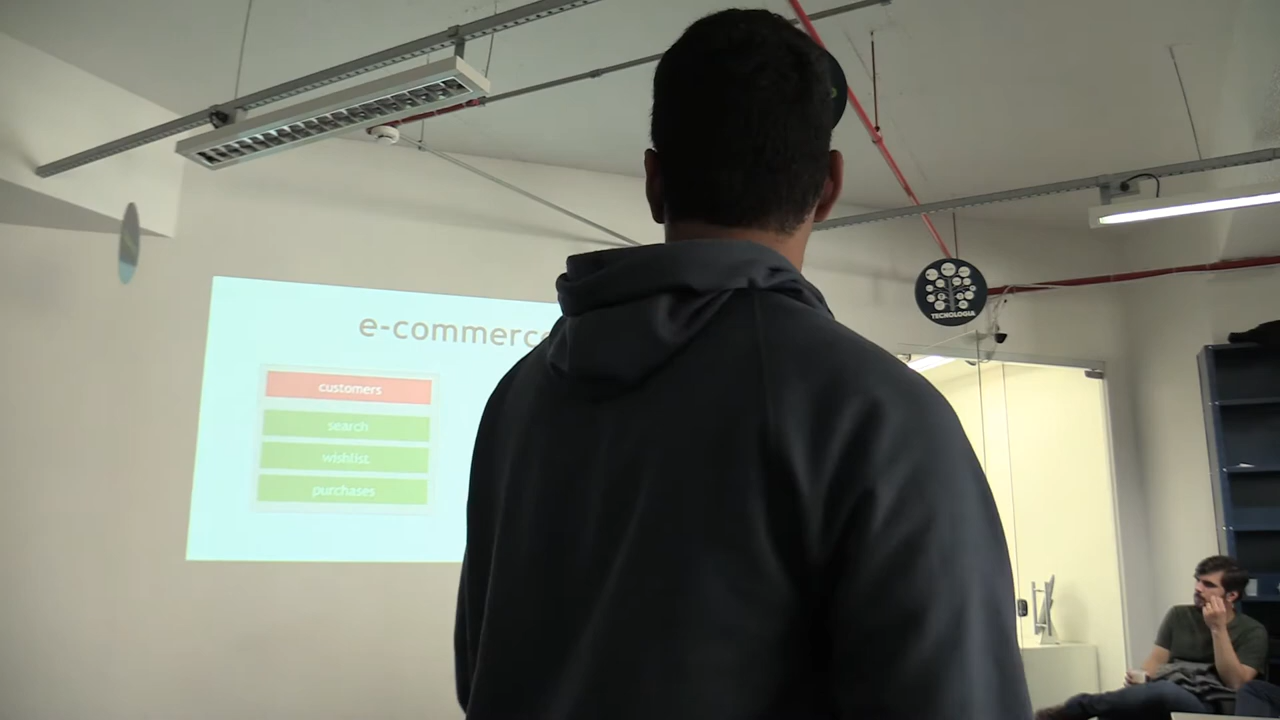 e-commerce
customers
search
wishlist
purchases
TECNOLOGIA